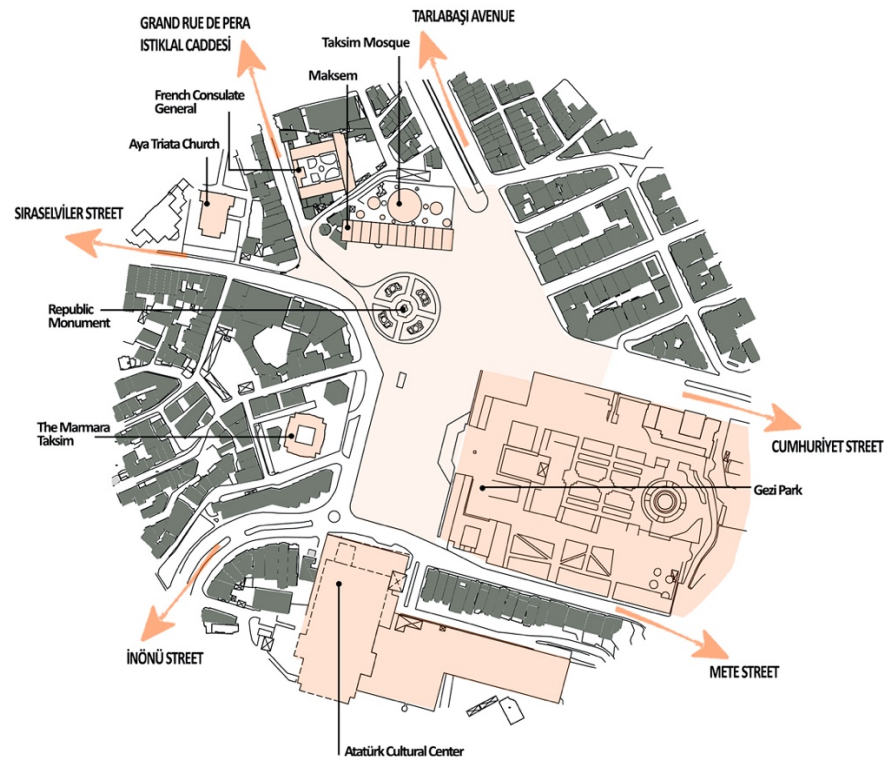 TARLABAŞI AVENUE
GRAND RUE DE PERA
ISTIKLAL CADDESİ
Taksim Mosque
Maksem
French Consulate
General
Aya Triata Church
SIRASELVİLER STREET
Republic
Monument
The Marmara
Taksim
CUMHURİYET STREET
Gezi Park
İNÖNÜ STREET
METE STREET
Atatürk Cultural Center